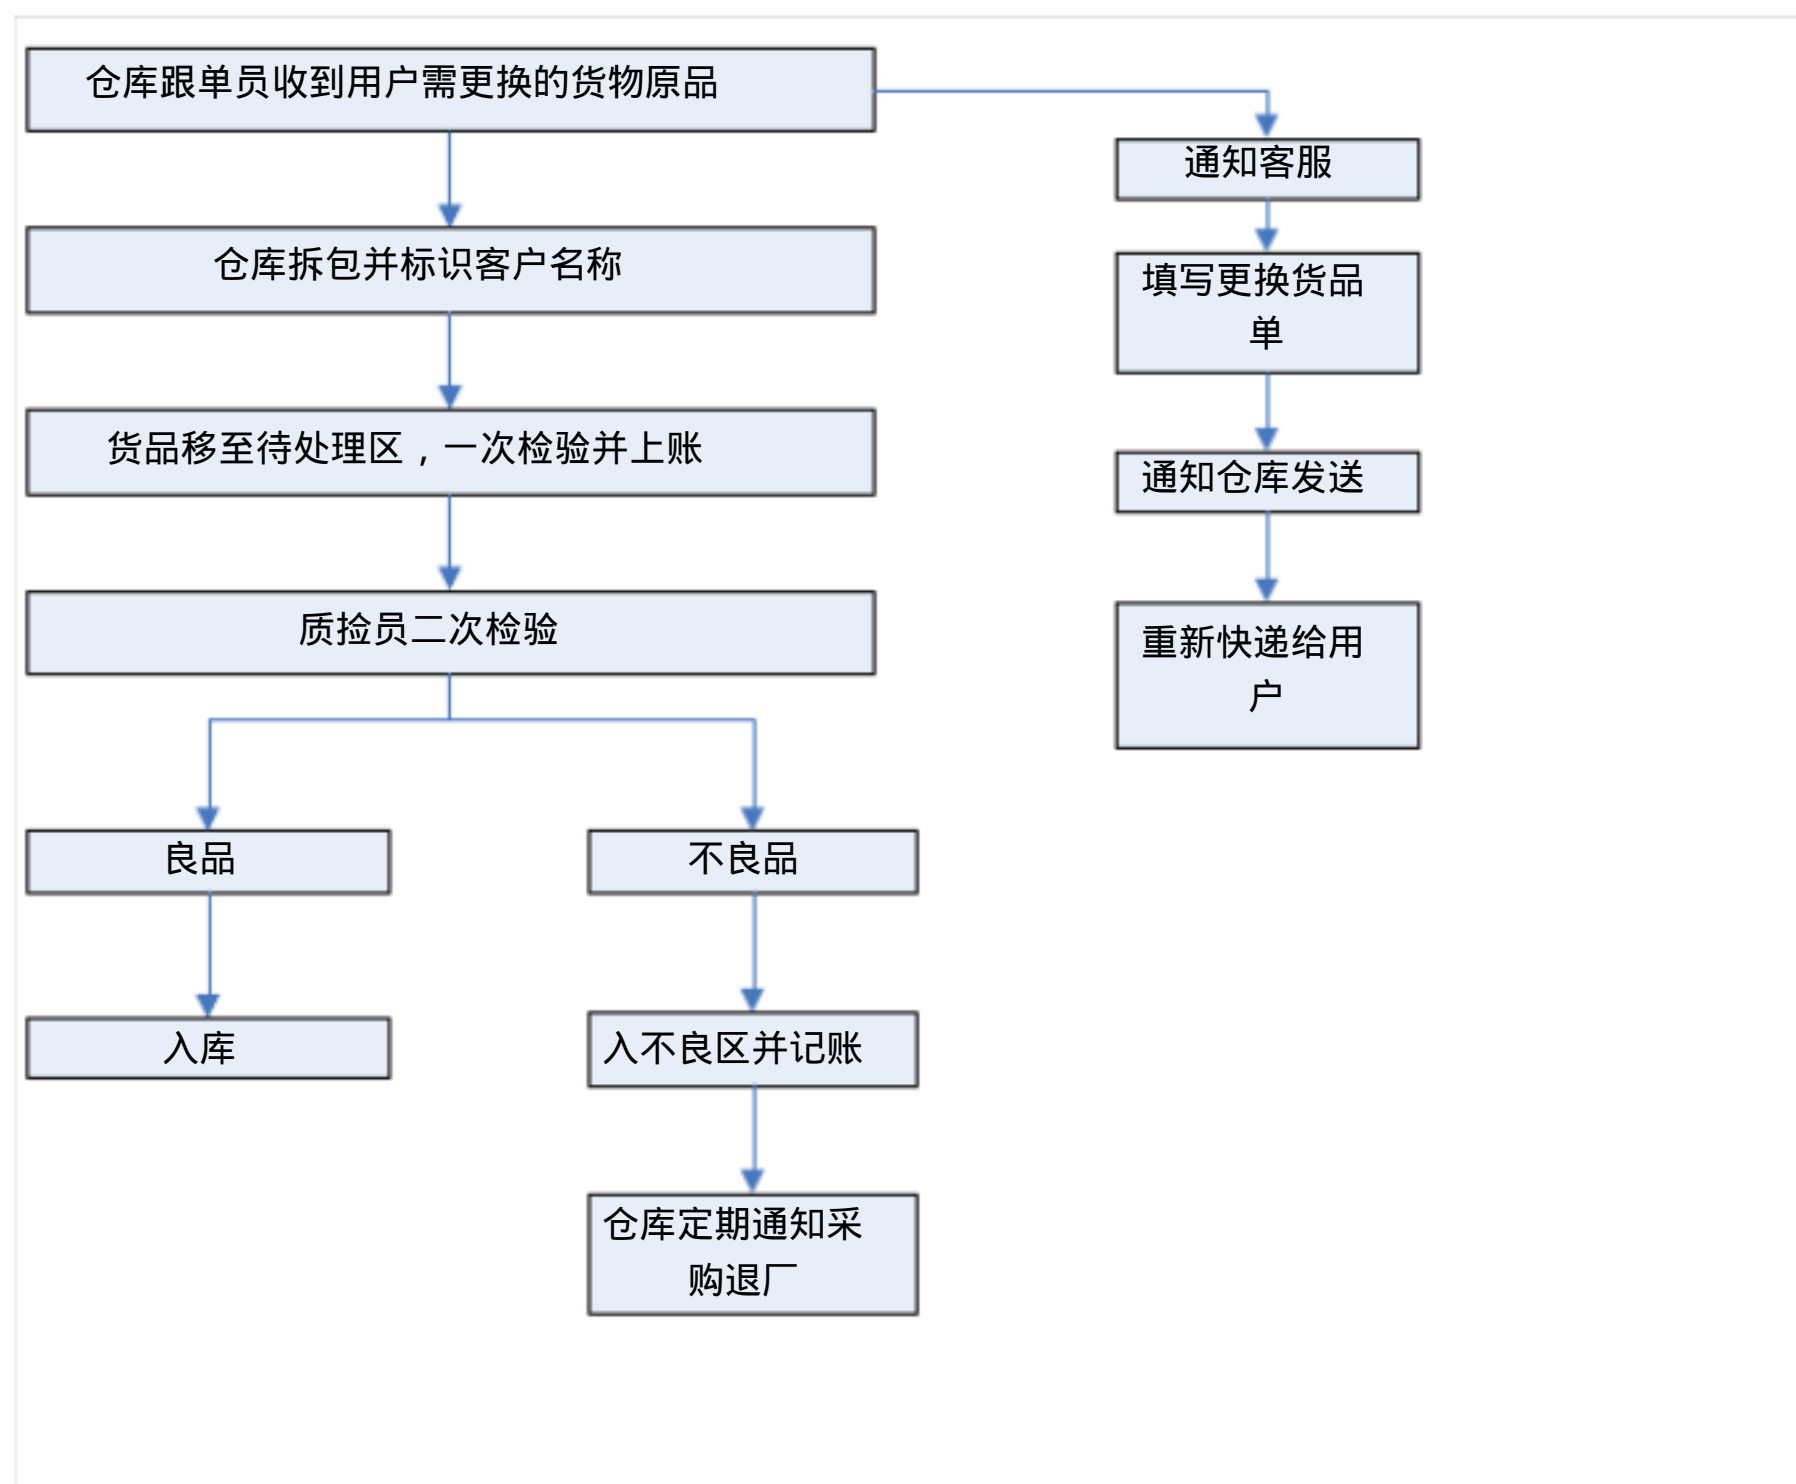 仓库跟单员收到用户需更换的货物原品
通知客服
仓库拆包并标识客户名称
填写更换货品
单
货品移至待处理区，一次检验并上账
通知仓库发送
质捡员二次检验
重新快递给用
户
良品
不良品
入库
入不良区并记账
仓库定期通知采
购退厂